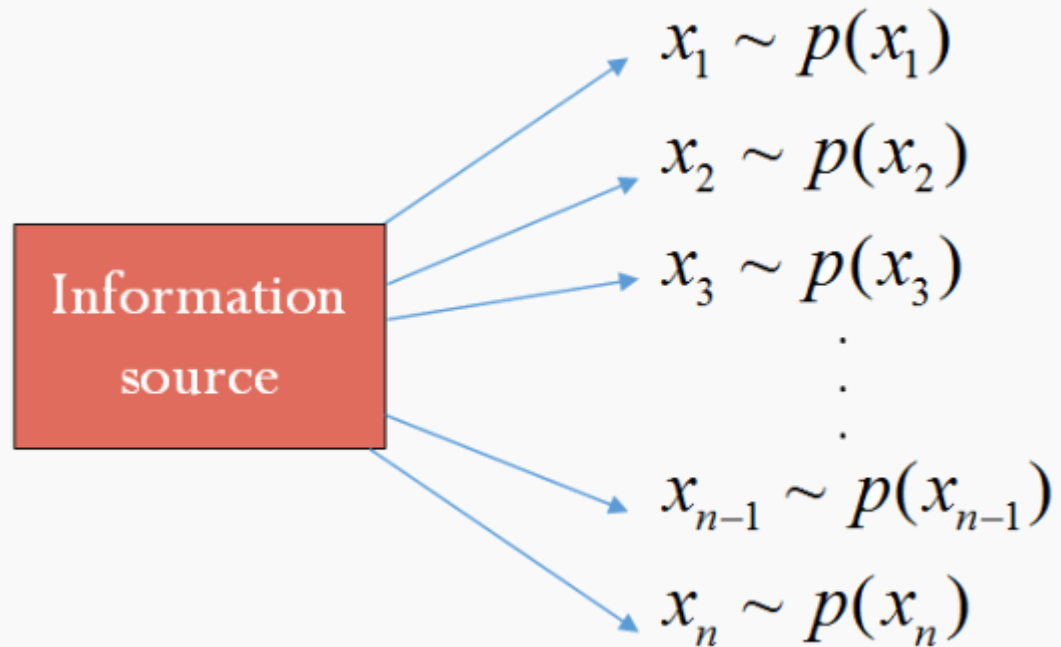 x₁ ~ p(x₁)
x₂ ~ p(x₂)
x₃ ~ p(x₃)
Information
source
.
.
.
xₙ₋₁ ~ p(xₙ₋₁)
xₙ ~ p(xₙ)